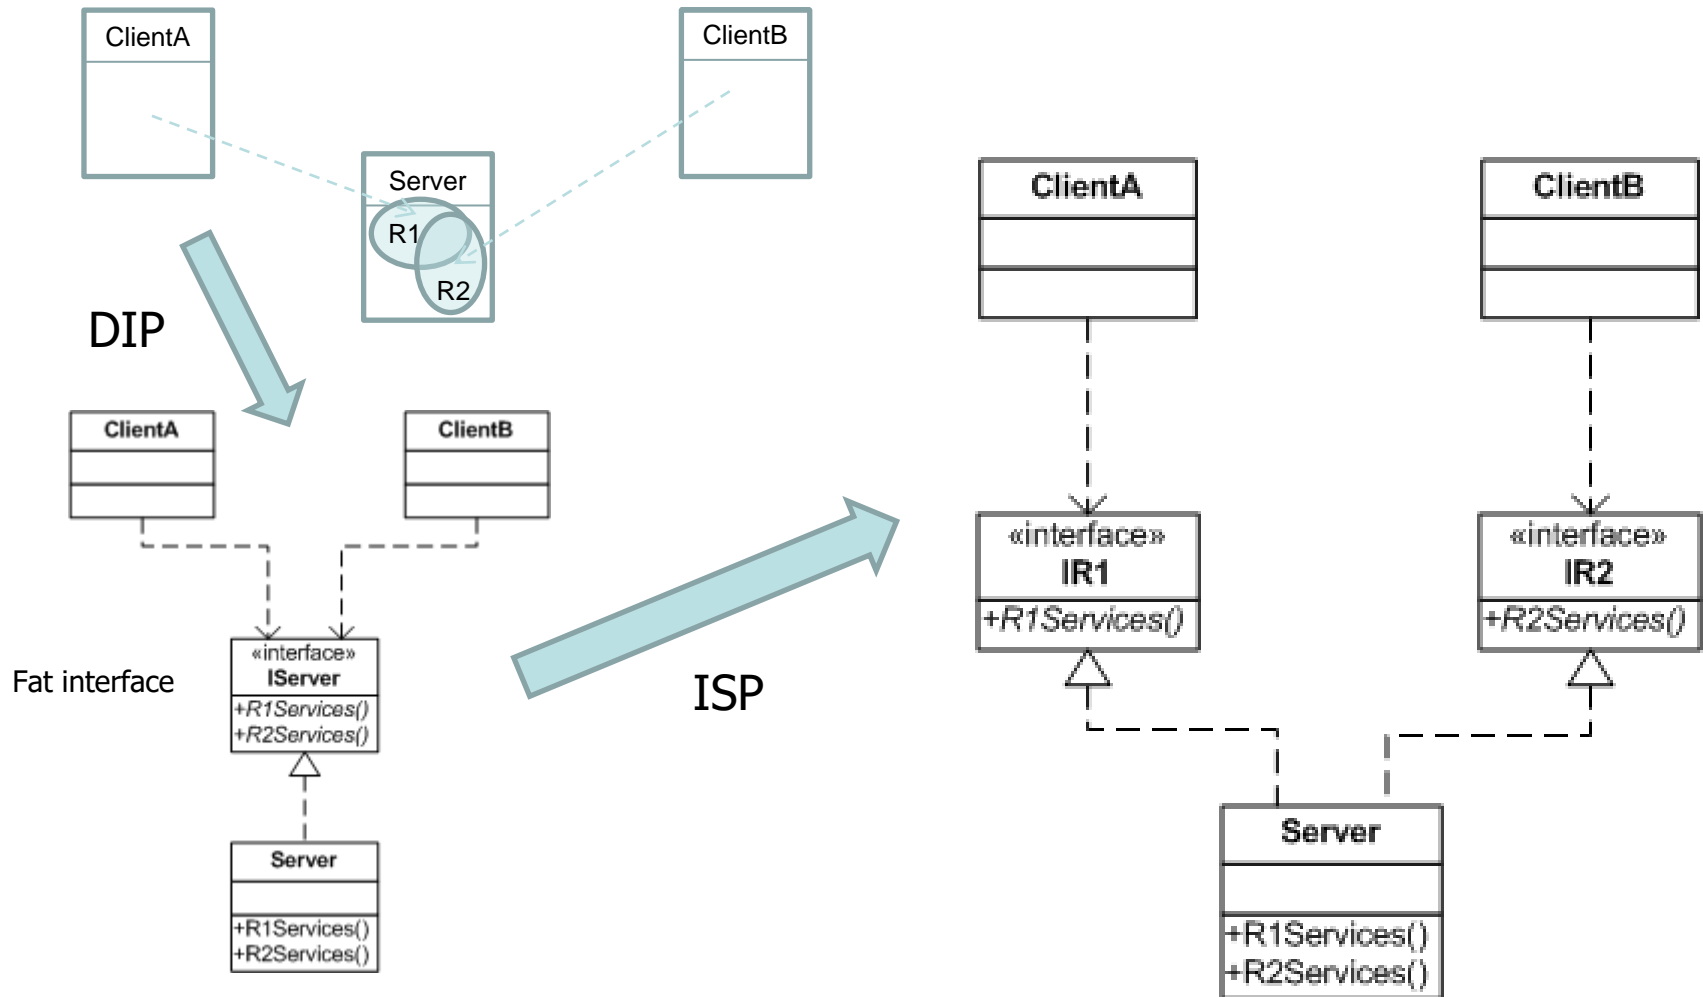 ClientA
ClientB
Server
R1
R2
DIP
ClientA
ClientB
Fat interface
«interface»
IServer
+R1Services()
+R2Services()
Server
+R1Services()
+R2Services()
ISP
ClientA
ClientB
«interface»
IR1
+R1Services()
«interface»
IR2
+R2Services()
Server
+R1Services()
+R2Services()